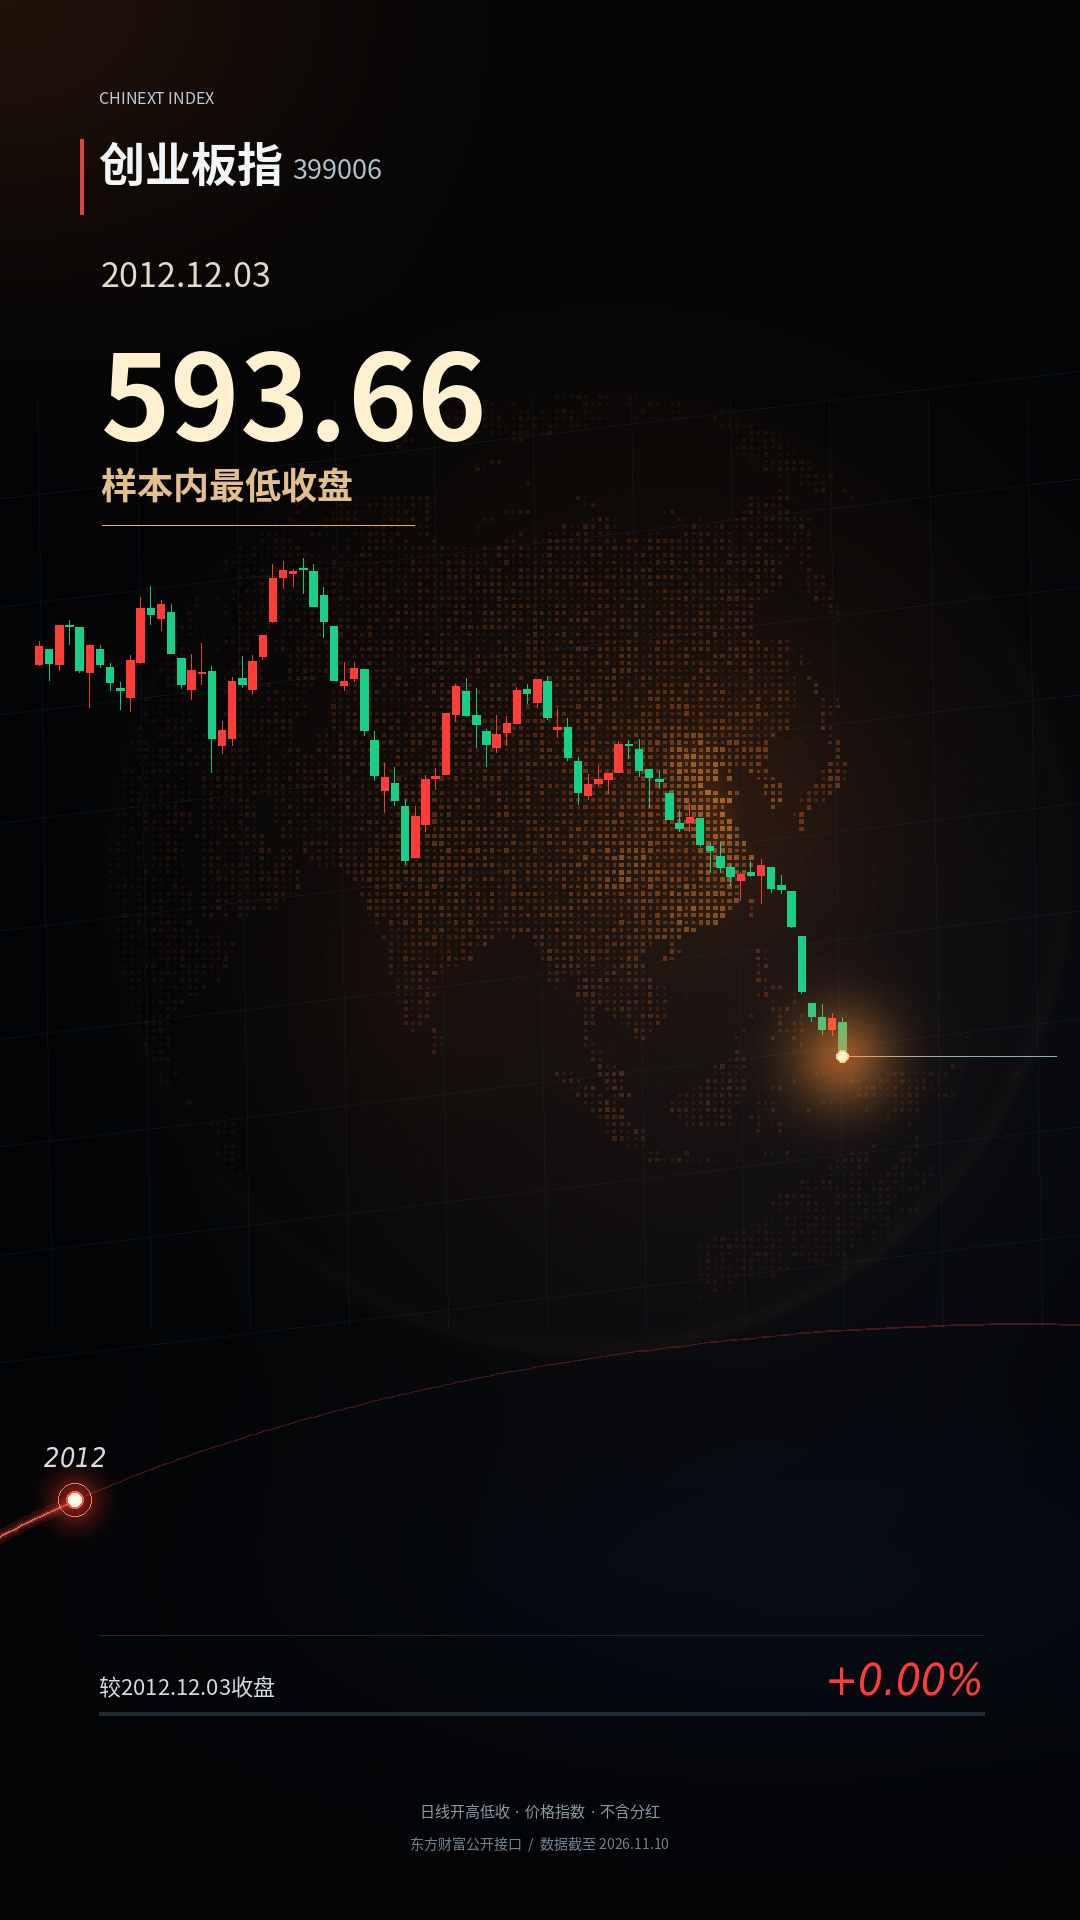 CHINEXT INDEX
创业板指 399006
2012.12.03
593.66
样本内最低收盘
2012
较2012.12.03收盘 +0.00%
日线开高低收 · 价格指数 · 不含分红
东方财富公开接口 / 数据截至 2026.11.10